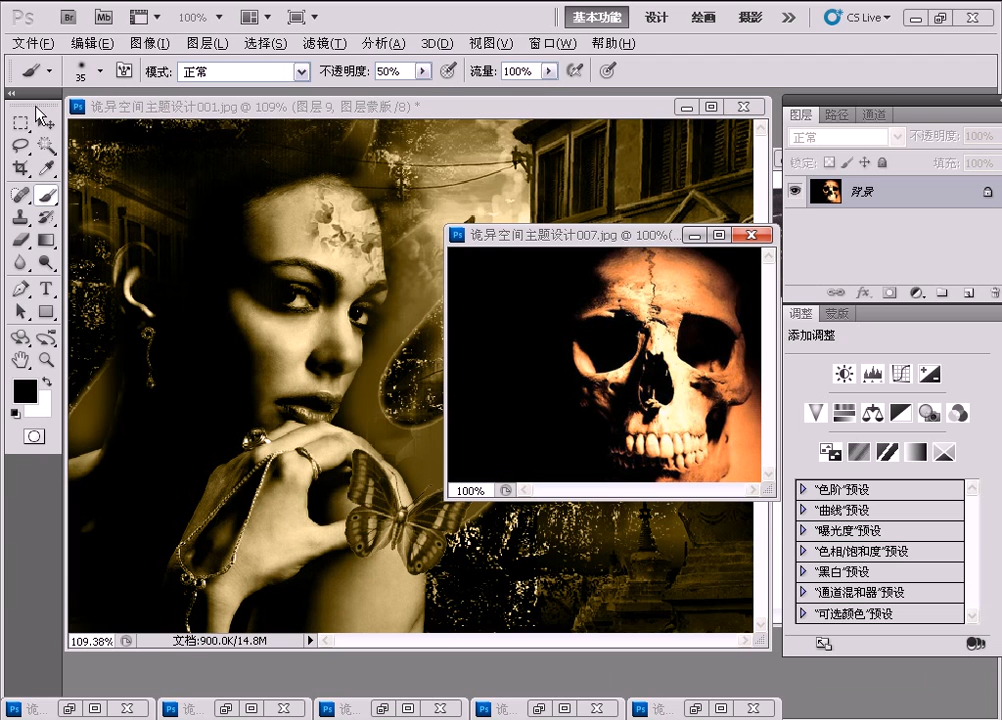 Ps Br Mb 100% 基本功能 设计 绘画 摄影 CS Live
文件(F) 编辑(E) 图像(I) 图层(L) 选择(S) 滤镜(T) 分析(A) 3D(D) 视图(V) 窗口(W) 帮助(H)
35 模式: 正常 不透明度: 50% 流量: 100%
Ps 诡异空间主题设计001.jpg @ 109% (图层 9, 图层蒙版/8) *
图层 路径 通道
正常 不透明度: 100%
锁定: 填充: 100%
背景
Ps 诡异空间主题设计007.jpg @ 100%(...
100%
调整 蒙版
添加调整
"色阶"预设
"曲线"预设
"曝光度"预设
"色相/饱和度"预设
"黑白"预设
"通道混和器"预设
"可选颜色"预设
109.38% 文档:900.0K/14.8M
Ps 诡... Ps 诡... Ps 诡... Ps 诡... Ps 诡...